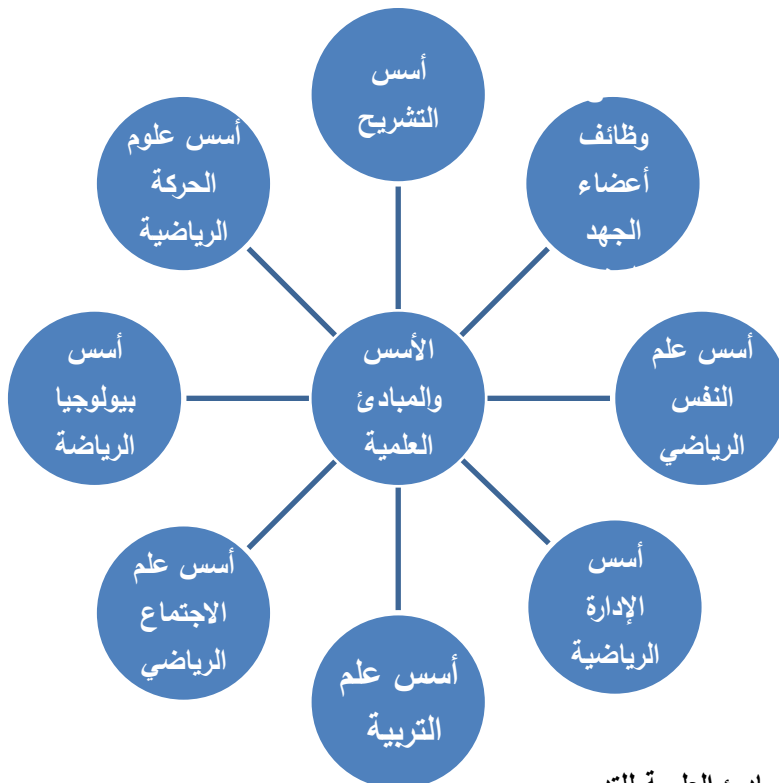 أسس
التشريح
وظائف
أعضاء
الجهد
أسس علم
النفس
الرياضي
أسس
الإدارة
الرياضية
أسس علم
التربية
أسس علم
الاجتماع
الرياضي
أسس
بيولوجيا
الرياضة
أسس علوم
الحركة
الرياضية
الأسس
والمبادئ
العلمية